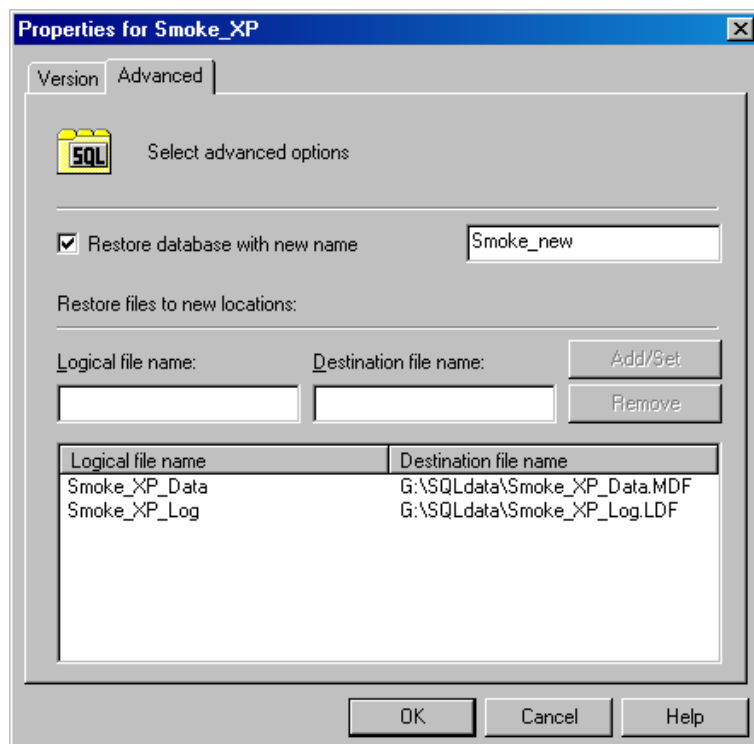 Properties for Smoke_XP
Version Advanced
SQL Select advanced options
Restore database with new name Smoke_new
Restore files to new locations:
Logical file name: Destination file name: Add/Set
Remove
Logical file name Destination file name
Smoke_XP_Data G:\SQLdata\Smoke_XP_Data.MDF
Smoke_XP_Log G:\SQLdata\Smoke_XP_Log.LDF
OK Cancel Help